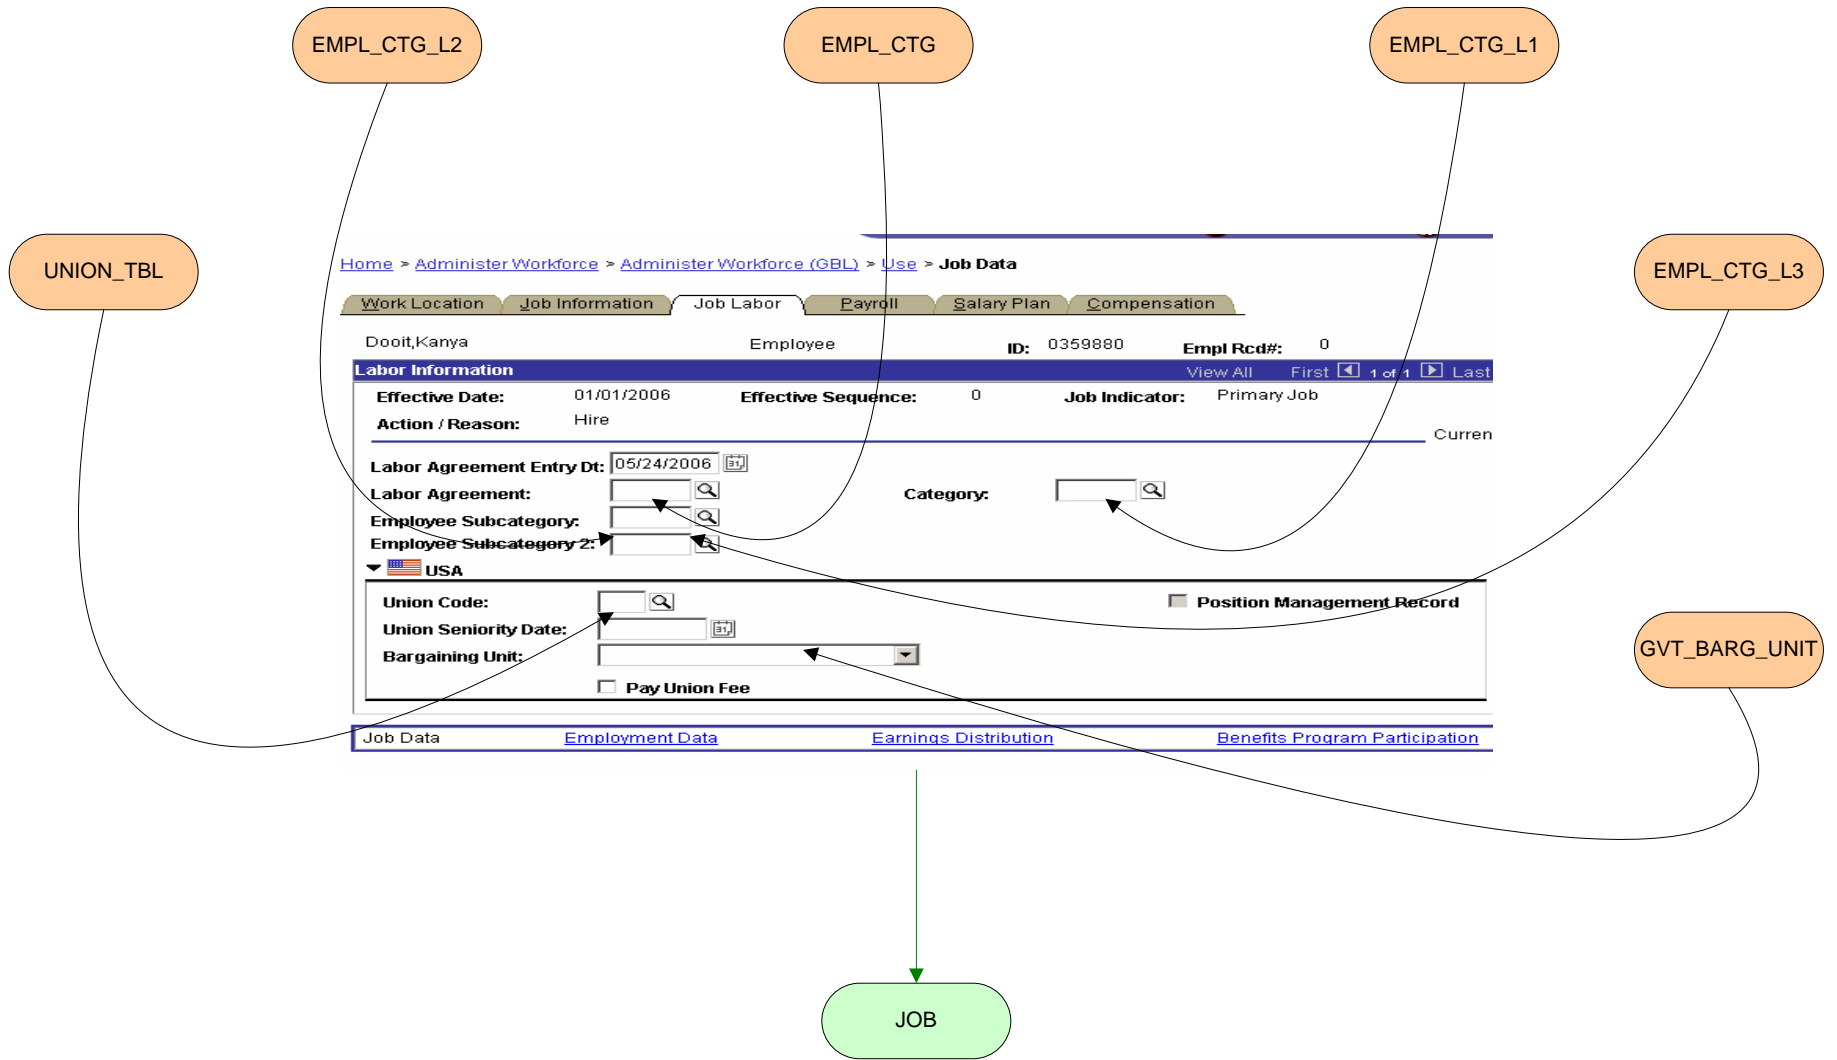 EMPL_CTG_L2 EMPL_CTG EMPL_CTG_L1
UNION_TBL EMPL_CTG_L3
Home > Administer Workforce > Administer Workforce (GBL) > Use > Job Data
Work Location Job Information Job Labor Payroll Salary Plan Compensation
Dooit,Kanya Employee ID: 0359880 Empl Rcd#: 0
Labor Information View All First 1 of 1 Last
Effective Date: 01/01/2006 Effective Sequence: 0 Job Indicator: Primary Job
Action / Reason: Hire
Curren
Labor Agreement Entry Dt: 05/24/2006
Labor Agreement: Category:
Employee Subcategory:
Employee Subcategory 2:
USA
Union Code: Position Management Record
Union Seniority Date:
Bargaining Unit:
GVT_BARG_UNIT
Pay Union Fee
Job Data Employment Data Earnings Distribution Benefits Program Participation
JOB